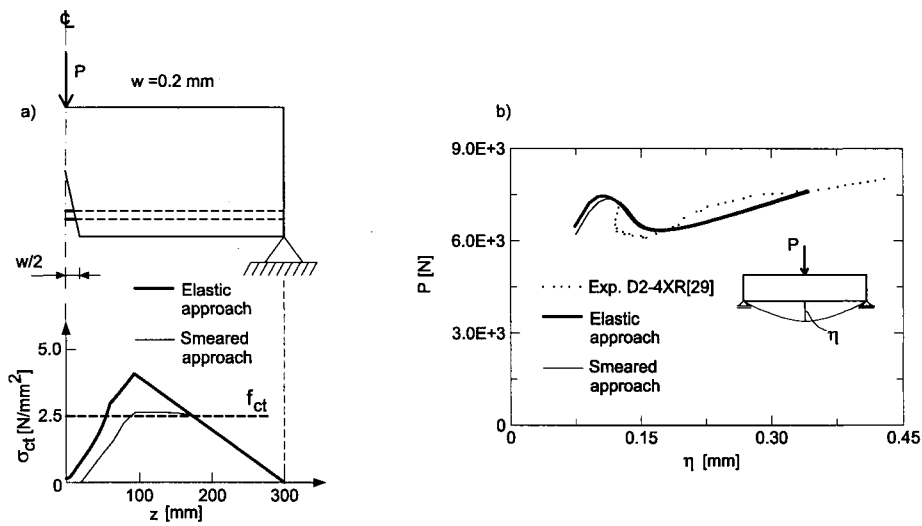 ℄
P
w =0.2 mm
a)
w/2
Elastic
approach
Smeared
approach
5.0
2.5
0
σct [N/mm²]
fct
100
200
300
z [mm]
b)
9.0E+3
6.0E+3
3.0E+3
0
P [N]
Exp. D2-4XR[29]
Elastic
approach
Smeared
approach
P
η
0
0.15
0.30
0.45
η [mm]